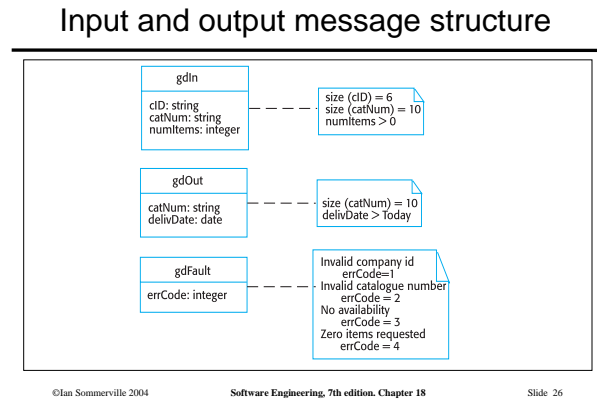 Input and output message structure
gdIn
cID: string
catNum: string
numItems: integer
size (cID) = 6
size (catNum) = 10
numItems > 0
gdOut
catNum: string
delivDate: date
size (catNum) = 10
delivDate > Today
gdFault
errCode: integer
Invalid company id
errCode=1
Invalid catalogue number
errCode = 2
No availability
errCode = 3
Zero items requested
errCode = 4
©Ian Sommerville 2004
Software Engineering, 7th edition. Chapter 18
Slide 26